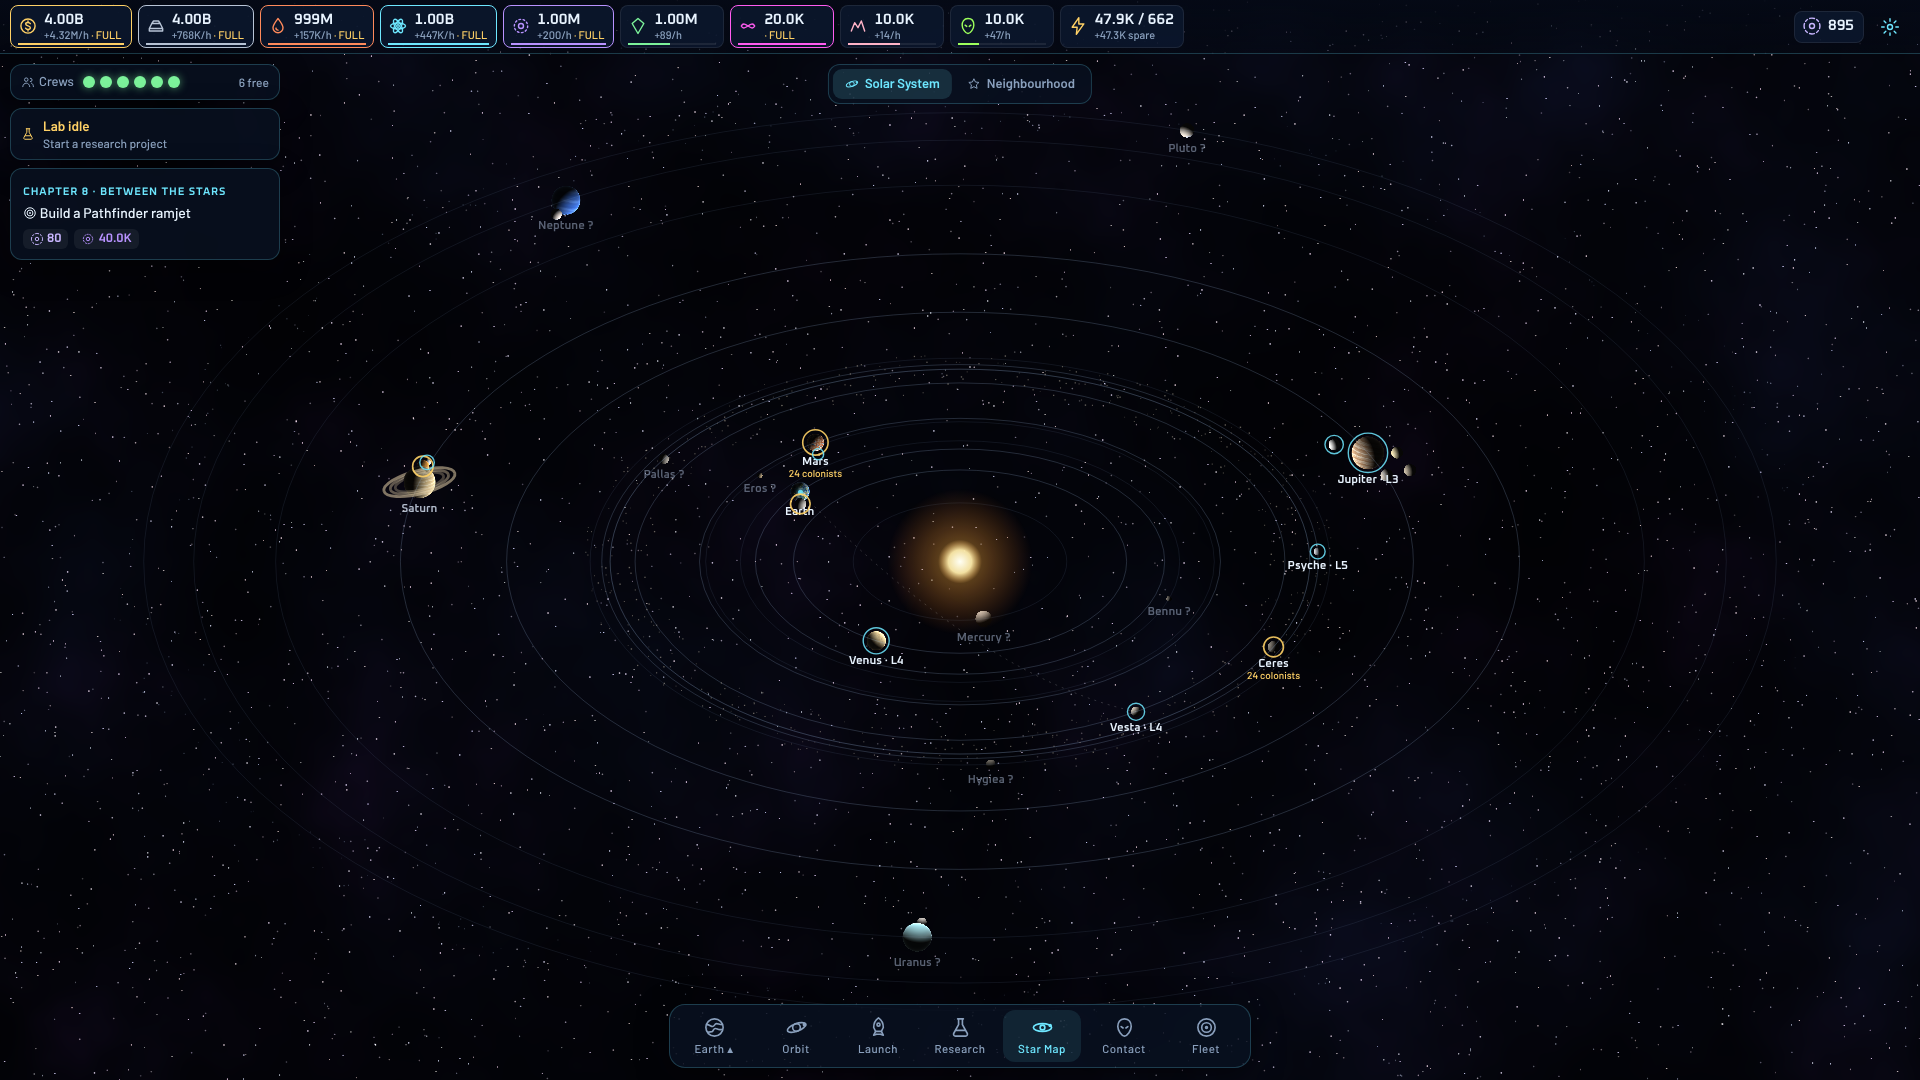 4.00B
+4.32M/h · FULL
4.00B
+768K/h · FULL
999M
+157K/h · FULL
1.00B
+447K/h · FULL
1.00M
+200/h · FULL
1.00M
+89/h
20.0K
· FULL
10.0K
+14/h
10.0K
+47/h
47.9K / 662
+47.3K spare
895
Crews
6 free
Solar System
Neighbourhood
Lab idle
Start a research project
CHAPTER 8 · BETWEEN THE STARS
Build a Pathfinder ramjet
80
40.0K
Pluto ?
Neptune ?
Mars
24 colonists
Pallas ?
Eros ?
Jupiter · L3
Saturn
Earth
Psyche · L5
Bennu ?
Mercury ?
Venus · L4
Ceres
24 colonists
Vesta · L4
Hygiea ?
Uranus ?
Earth ▴
Orbit
Launch
Research
Star Map
Contact
Fleet